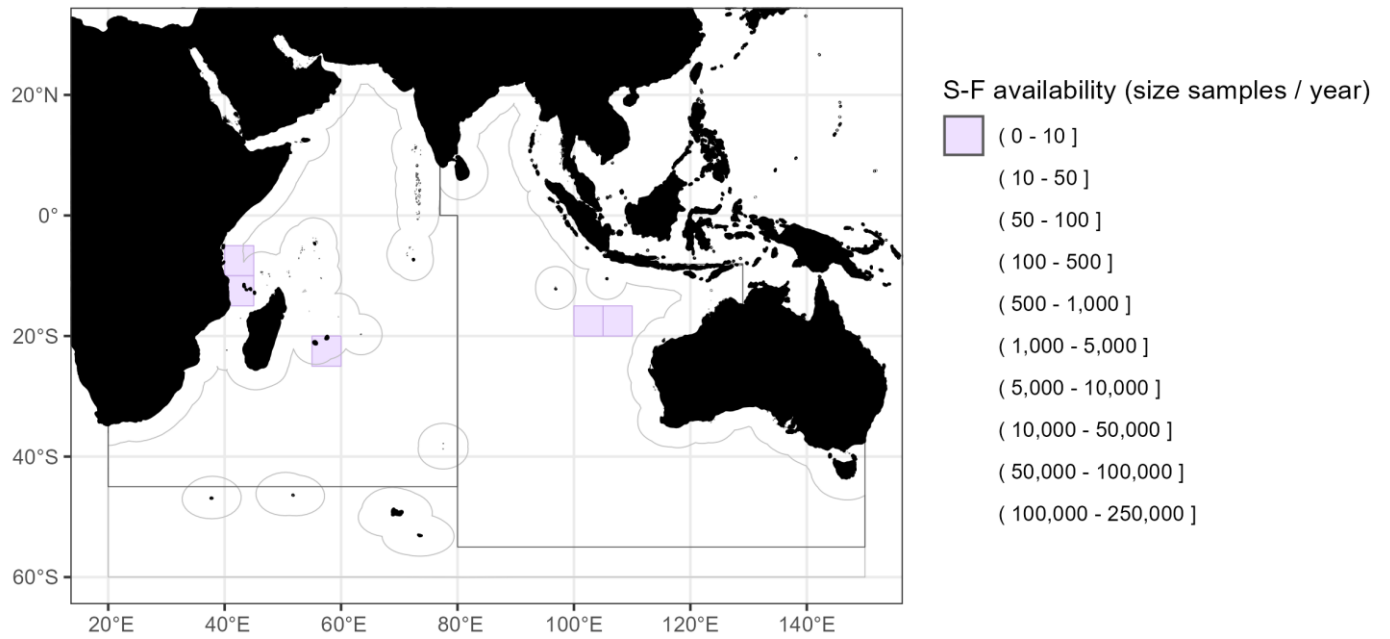 S-F availability (size samples / year)
( 0 - 10 ]
( 10 - 50 ]
( 50 - 100 ]
( 100 - 500 ]
( 500 - 1,000 ]
( 1,000 - 5,000 ]
( 5,000 - 10,000 ]
( 10,000 - 50,000 ]
( 50,000 - 100,000 ]
( 100,000 - 250,000 ]
20°N
0°
20°S
40°S
60°S
20°E 40°E 60°E 80°E 100°E 120°E 140°E